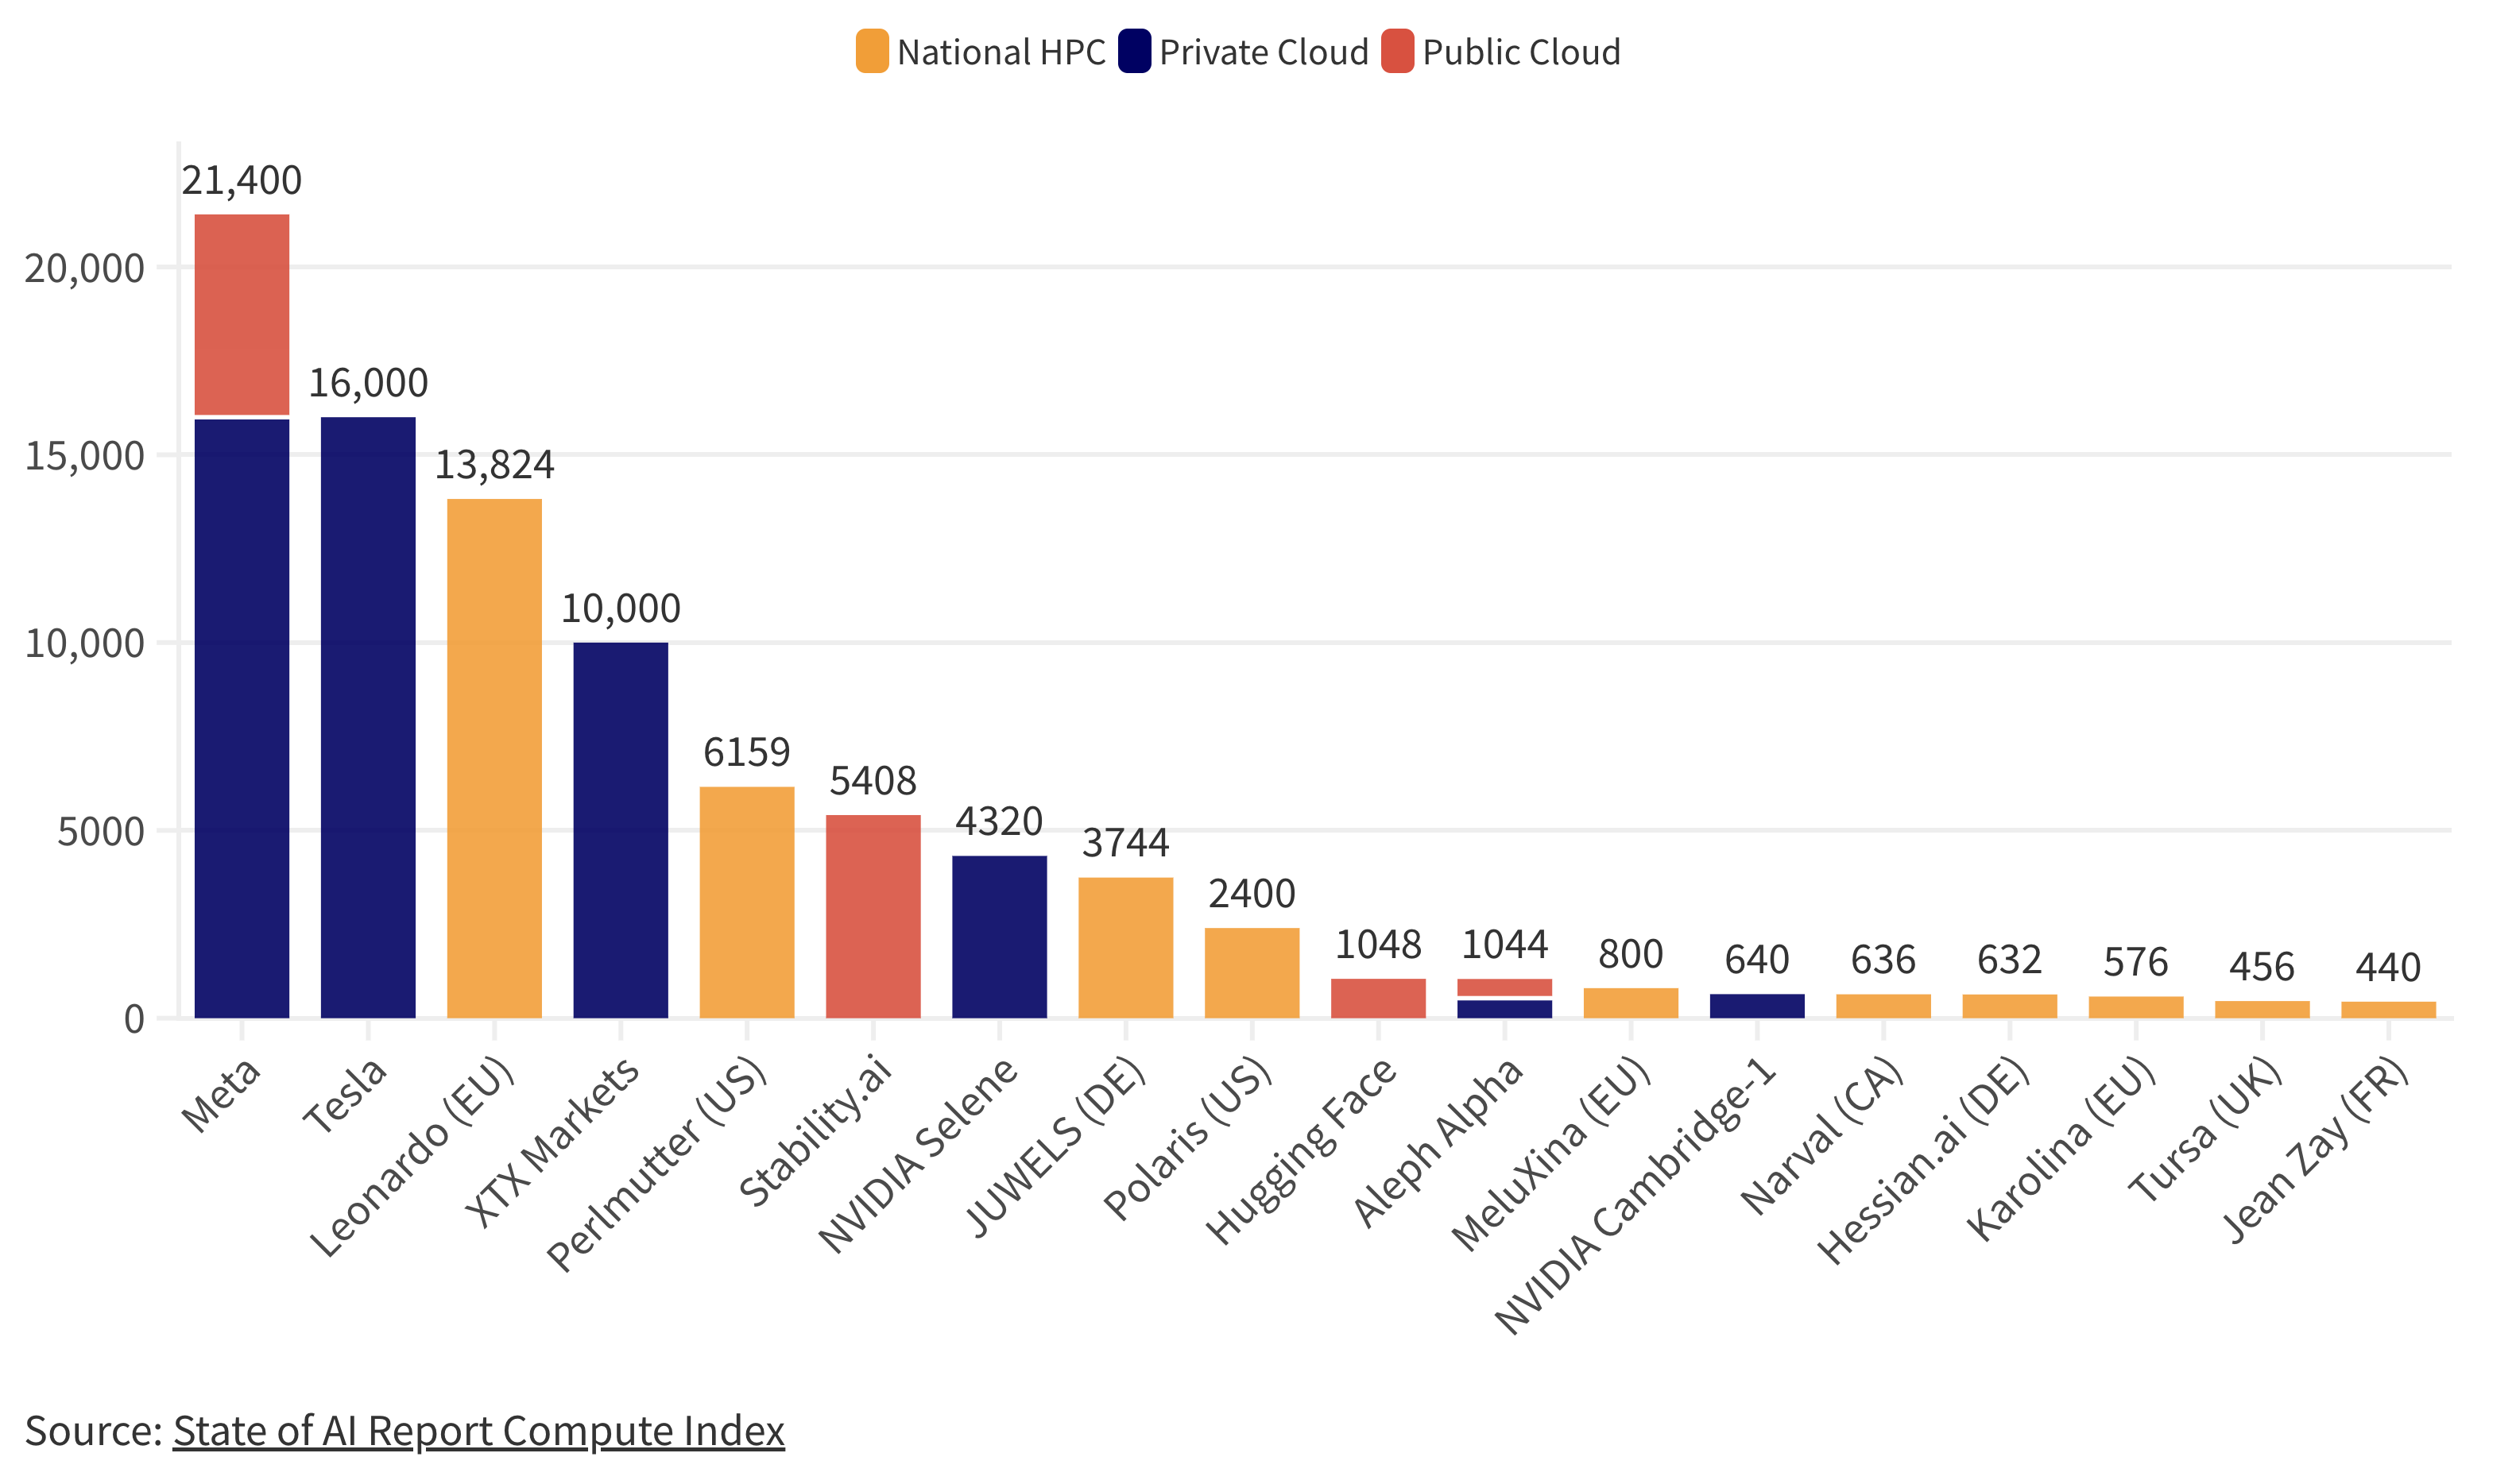 National HPC Private Cloud Public Cloud
21,400
20,000
16,000
15,000
13,824
10,000
10,000
6159
5408
5000
4320
3744
2400
1048
1044
800
640
636
632
576
456
440
0
Meta
Tesla
Leonardo (EU)
XTX Markets
Perlmutter (US)
Stability.ai
NVIDIA Selene
JUWELS (DE)
Polaris (US)
Hugging Face
Aleph Alpha
MeluXina (EU)
NVIDIA Cambridge-1
Narval (CA)
Hessian.ai (DE)
Karolina (EU)
Tursa (UK)
Jean Zay (FR)
Source: State of AI Report Compute Index